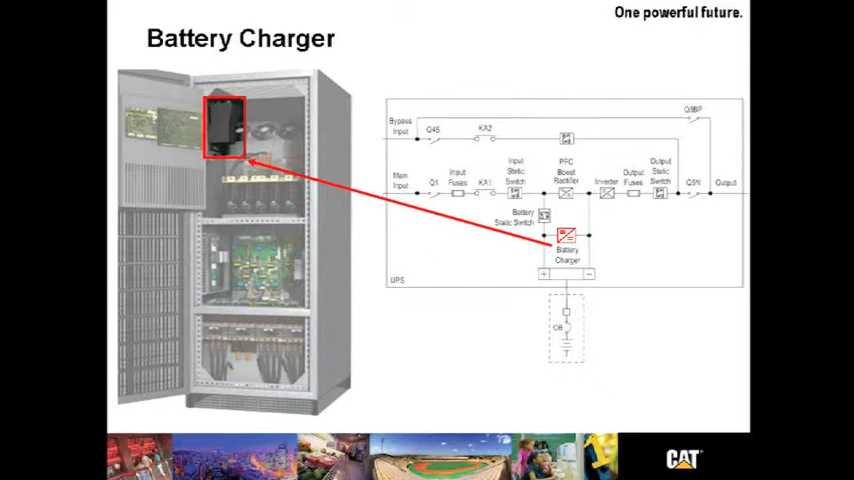 One powerful future.
Battery Charger
Q3BP
Bypass
Input
Q4S
KA2
Main
Input
Q1
Input
Fuses
KA1
Input
Static
Switch
PFC
Boost
Rectifier
Inverter
Output
Fuses
Output
Static
Switch
Q5N
Output
Battery
Static Switch
Battery
Charger
+
−
UPS
CB
CAT